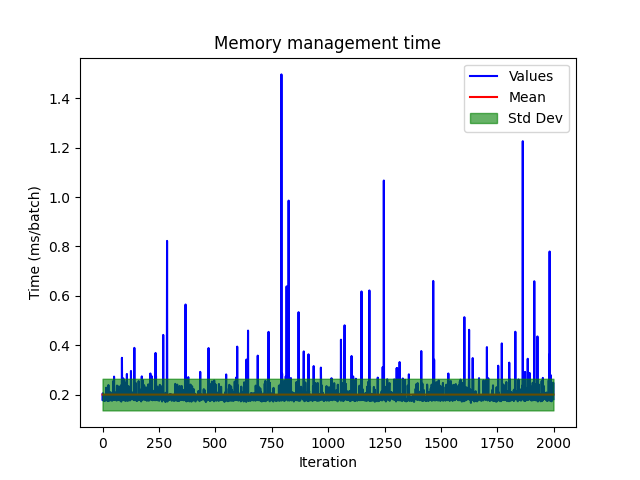 Memory management time
Values
Mean
Std Dev
Time (ms/batch)
1.4
1.2
1.0
0.8
0.6
0.4
0.2
0 250 500 750 1000 1250 1500 1750 2000
Iteration